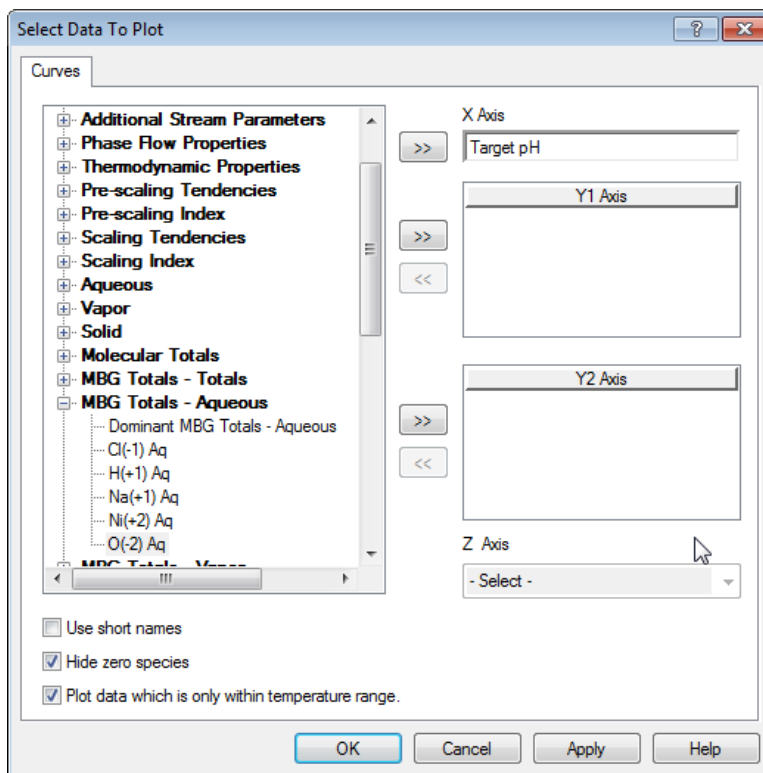 Select Data To Plot
?
Curves
Additional Stream Parameters
Phase Flow Properties
Thermodynamic Properties
Pre-scaling Tendencies
Pre-scaling Index
Scaling Tendencies
Scaling Index
Aqueous
Vapor
Solid
Molecular Totals
MBG Totals - Totals
MBG Totals - Aqueous
Dominant MBG Totals - Aqueous
Cl(-1) Aq
H(+1) Aq
Na(+1) Aq
Ni(+2) Aq
O(-2) Aq
MBG Totals - Vapor
>>
X Axis
Target pH
>>
<<
Y1 Axis
>>
<<
Y2 Axis
Z Axis
- Select -
Use short names
Hide zero species
Plot data which is only within temperature range.
OK
Cancel
Apply
Help